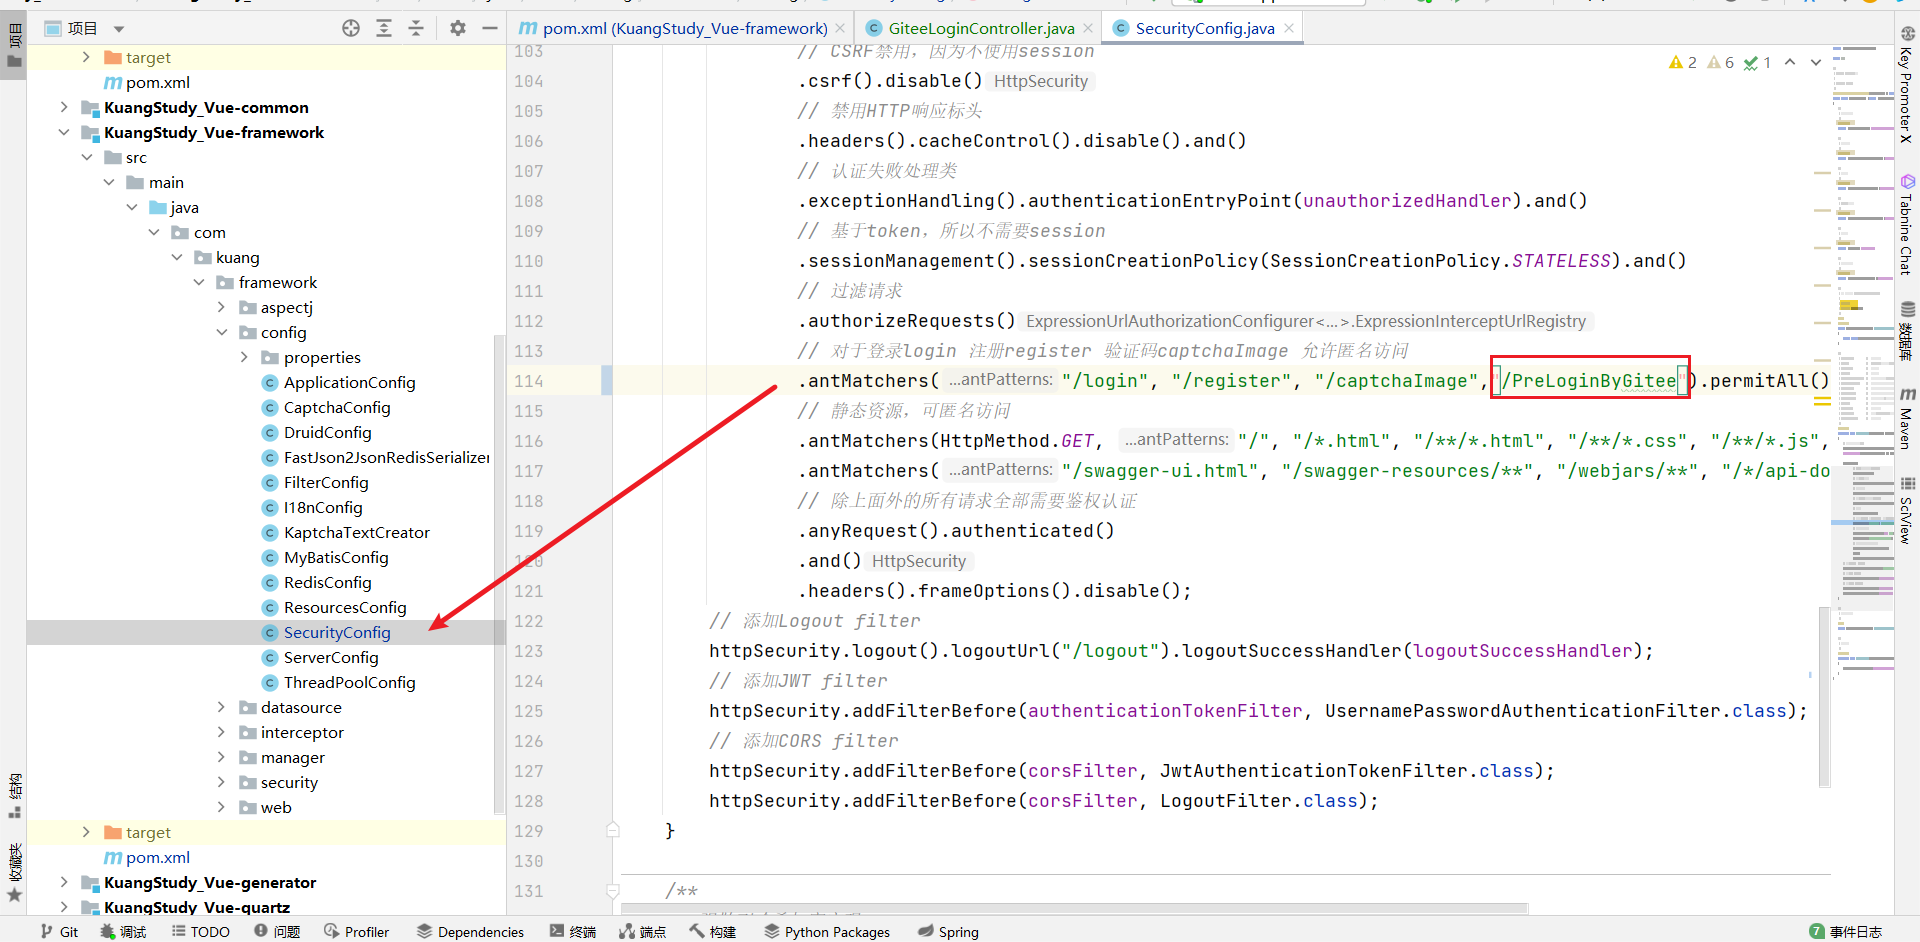 项目
pom.xml (KuangStudy_Vue-framework)
GiteeLoginController.java
SecurityConfig.java
target
pom.xml
KuangStudy_Vue-common
KuangStudy_Vue-framework
src
main
java
com
kuang
framework
aspectj
config
properties
ApplicationConfig
CaptchaConfig
DruidConfig
FastJson2JsonRedisSerializer
FilterConfig
I18nConfig
KaptchaTextCreator
MyBatisConfig
RedisConfig
ResourcesConfig
SecurityConfig
ServerConfig
ThreadPoolConfig
datasource
interceptor
manager
security
web
target
pom.xml
KuangStudy_Vue-generator
KuangStudy_Vue-quartz
项目
结构
收藏夹
2 6 1
103 // CSRF禁用，因为不使用session
104 .csrf().disable() HttpSecurity
105 // 禁用HTTP响应标头
106 .headers().cacheControl().disable().and()
107 // 认证失败处理类
108 .exceptionHandling().authenticationEntryPoint(unauthorizedHandler).and()
109 // 基于token，所以不需要session
110 .sessionManagement().sessionCreationPolicy(SessionCreationPolicy.STATELESS).and()
111 // 过滤请求
112 .authorizeRequests() ExpressionUrlAuthorizationConfigurer<...>.ExpressionInterceptUrlRegistry
113 // 对于登录login 注册register 验证码captchaImage 允许匿名访问
114 .antMatchers( ...antPatterns: "/login", "/register", "/captchaImage","/PreLoginByGitee").permitAll()
115 // 静态资源，可匿名访问
116 .antMatchers(HttpMethod.GET, ...antPatterns: "/", "/*.html", "/**/*.html", "/**/*.css", "/**/*.js",
117 .antMatchers( ...antPatterns: "/swagger-ui.html", "/swagger-resources/**", "/webjars/**", "/*/api-do
118 // 除上面外的所有请求全部需要鉴权认证
119 .anyRequest().authenticated()
120 .and() HttpSecurity
121 .headers().frameOptions().disable();
122 // 添加Logout filter
123 httpSecurity.logout().logoutUrl("/logout").logoutSuccessHandler(logoutSuccessHandler);
124 // 添加JWT filter
125 httpSecurity.addFilterBefore(authenticationTokenFilter, UsernamePasswordAuthenticationFilter.class);
126 // 添加CORS filter
127 httpSecurity.addFilterBefore(corsFilter, JwtAuthenticationTokenFilter.class);
128 httpSecurity.addFilterBefore(corsFilter, LogoutFilter.class);
129 }
130
131 /**
Key Promoter X
Tabnine Chat
数据库
Maven
SciView
Git 调试 TODO 问题 Profiler Dependencies 终端 端点 构建 Python Packages Spring 7 事件日志